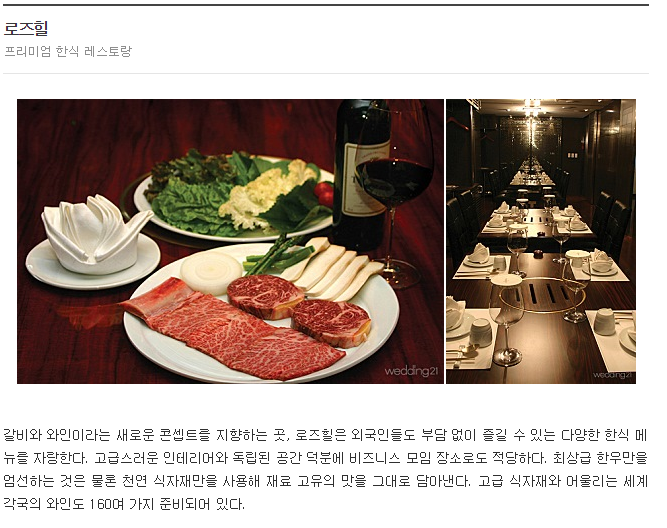 로즈힐
프리미엄 한식 레스토랑
wedding21
wedding21
갈비와 와인이라는 새로운 콘셉트를 지향하는 곳, 로즈힐은 외국인들도 부담 없이 즐길 수 있는 다양한 한식 메
뉴를 자랑한다. 고급스러운 인테리어와 독립된 공간 덕분에 비즈니스 모임 장소로도 적당하다. 최상급 한우만을
엄선하는 것은 물론 천연 식자재만을 사용해 재료 고유의 맛을 그대로 담아낸다. 고급 식자재와 어울리는 세계
각국의 와인도 160여 가지 준비되어 있다.